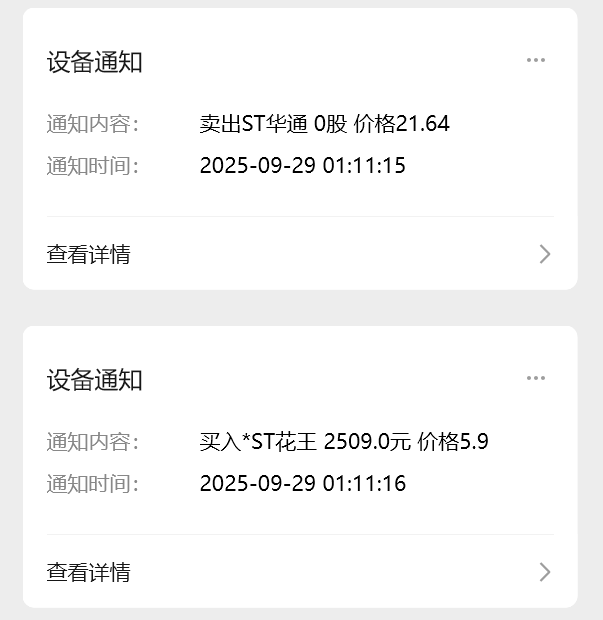 设备通知
通知内容： 卖出ST华通 0股 价格21.64
通知时间： 2025-09-29 01:11:15
查看详情
设备通知
通知内容： 买入*ST花王 2509.0元 价格5.9
通知时间： 2025-09-29 01:11:16
查看详情